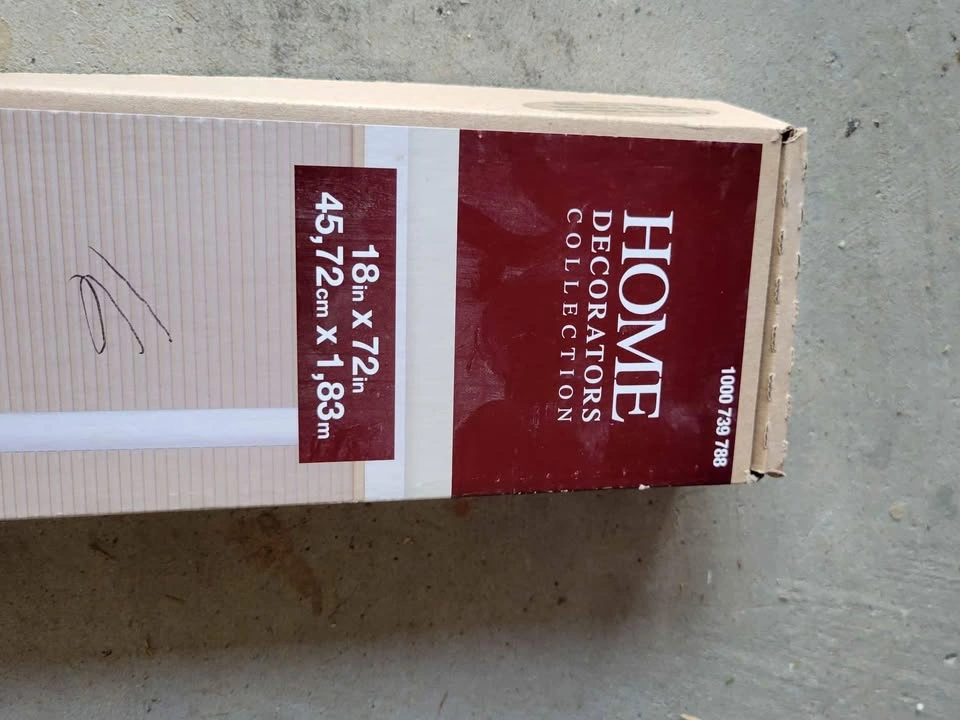 1000 739 788
HOME
DECORATORS
COLLECTION
18in x 72in
45,72cm x 1,83m